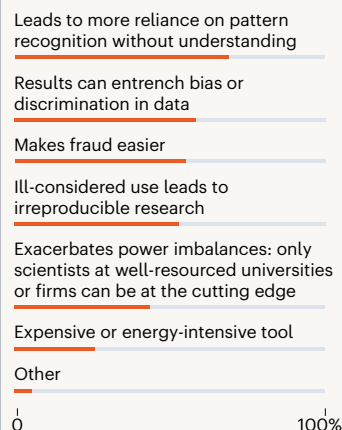 Leads to more reliance on pattern
recognition without understanding
Results can entrench bias or
discrimination in data
Makes fraud easier
Ill-considered use leads to
irreproducible research
Exacerbates power imbalances: only
scientists at well-resourced universities
or firms can be at the cutting edge
Expensive or energy-intensive tool
Other
0 100%